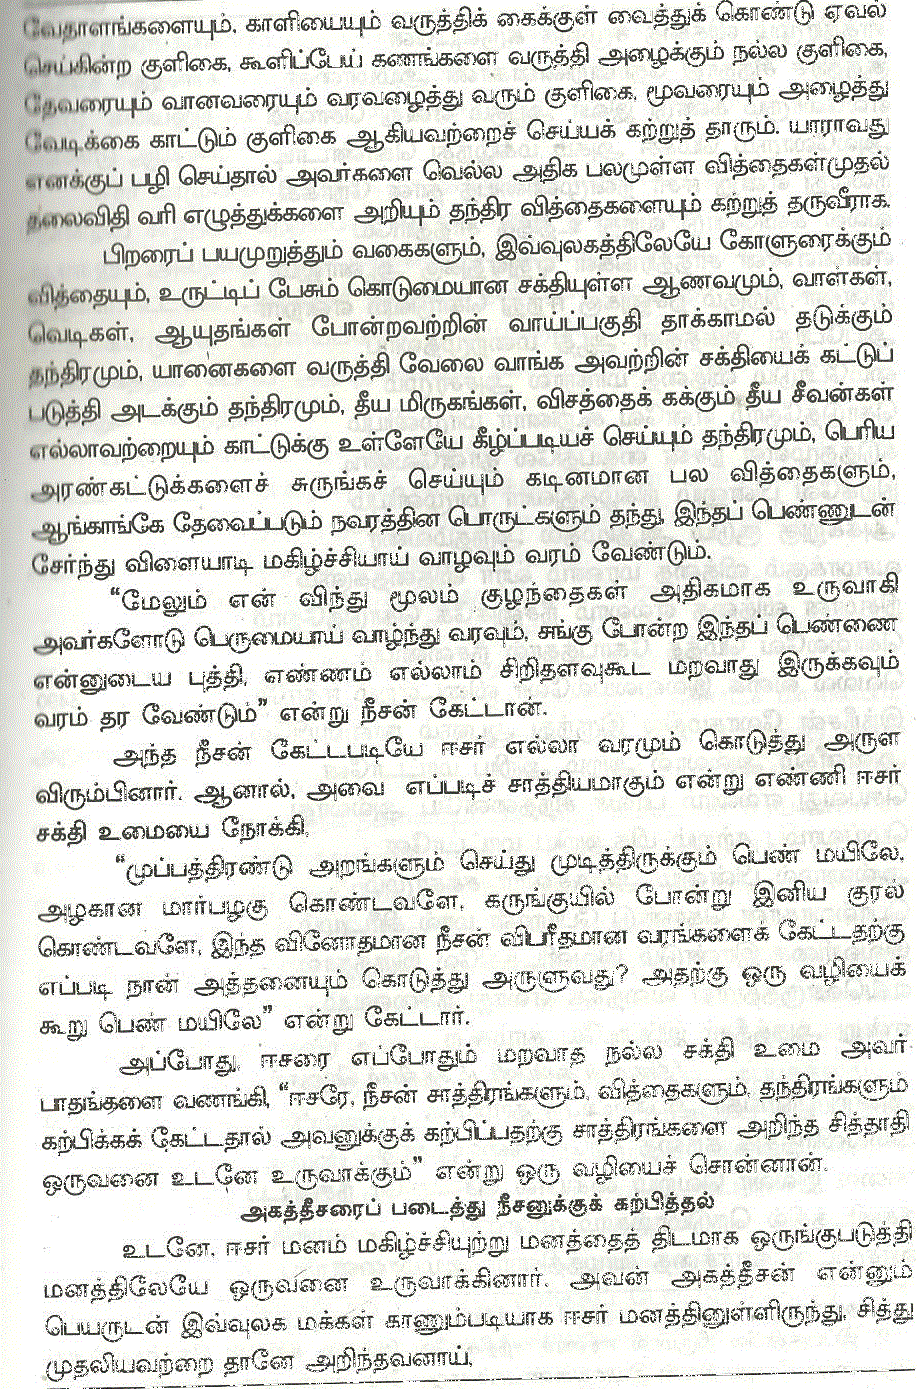 வேதாளங்களையும், காளியையும் வருத்திக் கைக்குள் வைத்துக் கொண்டு ஏவல்
செய்கின்ற குளிகை, கூளிப்பேய் கணங்களை வருத்தி அழைக்கும் நல்ல குளிகை,
தேவரையும் வானவரையும் வரவழைத்து வரும் குளிகை, மூவரையும் அழைத்து
வேடிக்கை காட்டும் குளிகை ஆகியவற்றைச் செய்யக் கற்றுத் தாரும். யாராவது
எனக்குப் பழி செய்தால் அவர்களை வெல்ல அதிக பலமுள்ள வித்தைகள்முதல்
தலைவிதி வரி எழுத்துக்களை அறியும் தந்திர வித்தைகளையும் கற்றுத் தருவீராக.
பிறரைப் பயமுறுத்தும் வகைகளும், இவ்வுலகத்திலேயே கோளுரைக்கும்
வித்தையும், உருட்டிப் பேசும் கொடுமையான சக்தியுள்ள ஆணவமும், வாள்கள்,
வெடிகள், ஆயுதங்கள் போன்றவற்றின் வாய்ப்பகுதி தாக்காமல் தடுக்கும்
தந்திரமும், யானைகளை வருத்தி வேலை வாங்க அவற்றின் சக்தியைக் கட்டுப்
படுத்தி அடக்கும் தந்திரமும், தீய மிருகங்கள், விசத்தைக் கக்கும் தீய சீவன்கள்
எல்லாவற்றையும் காட்டுக்கு உள்ளேயே கீழ்ப்படியச் செய்யும் தந்திரமும், பெரிய
அரண்கட்டுக்களைச் சுருங்கச் செய்யும் கடினமான பல வித்தைகளும்,
ஆங்காங்கே தேவைப்படும் நவரத்தின பொருட்களும் தந்து, இந்தப் பெண்ணுடன்
சேர்ந்து விளையாடி மகிழ்ச்சியாய் வாழவும் வரம் வேண்டும்.
“மேலும் என் விந்து மூலம் குழந்தைகள் அதிகமாக உருவாகி
அவர்களோடு பெருமையாய் வாழ்ந்து வரவும், சங்கு போன்ற இந்தப் பெண்ணை
என்னுடைய புத்தி, எண்ணம் எல்லாம் சிறிதளவுகூட மறவாது இருக்கவும்
வரம் தர வேண்டும்” என்று நீசன் கேட்டான்.
அந்த நீசன் கேட்டபடியே ஈசர் எல்லா வரமும் கொடுத்து அருள
விரும்பினார். ஆனால், அவை எப்படிச் சாத்தியமாகும் என்று எண்ணி ஈசர்
சக்தி உமையை நோக்கி,
“முப்பத்திரண்டு அறங்களும் செய்து முடித்திருக்கும் பெண் மயிலே,
அழகான மார்பழகு கொண்டவளே, கருங்குயில் போன்று இனிய குரல்
கொண்டவளே, இந்த வினோதமான நீசன் விபரீதமான வரங்களைக் கேட்டதற்கு
எப்படி நான் அத்தனையும் கொடுத்து அருளுவது? அதற்கு ஒரு வழியைக்
கூறு பெண் மயிலே” என்று கேட்டார்.
அப்போது, ஈசரை எப்போதும் மறவாத நல்ல சக்தி உமை அவர்
பாதங்களை வணங்கி, “ஈசரே, நீசன் சாத்திரங்களும், வித்தைகளும், தந்திரங்களும்
கற்பிக்கக் கேட்டதால் அவனுக்குக் கற்பிப்பதற்கு சாத்திரங்களை அறிந்த சித்தாதி
ஒருவனை உடனே உருவாக்கும்” என்று ஒரு வழியைச் சொன்னாள்.
அகத்தீசரைப் படைத்து நீசனுக்குக் கற்பித்தல்
உடனே, ஈசர் மனம் மகிழ்ச்சியுற்று மனத்தைத் திடமாக ஒருங்குபடுத்தி
மனத்திலேயே ஒருவனை உருவாக்கினார். அவன் அகத்தீசன் என்னும்
பெயருடன் இவ்வுலக மக்கள் காணும்படியாக ஈசர் மனத்தினுள்ளிருந்து, சித்து
முதலியவற்றை தானே அறிந்தவனாய்,